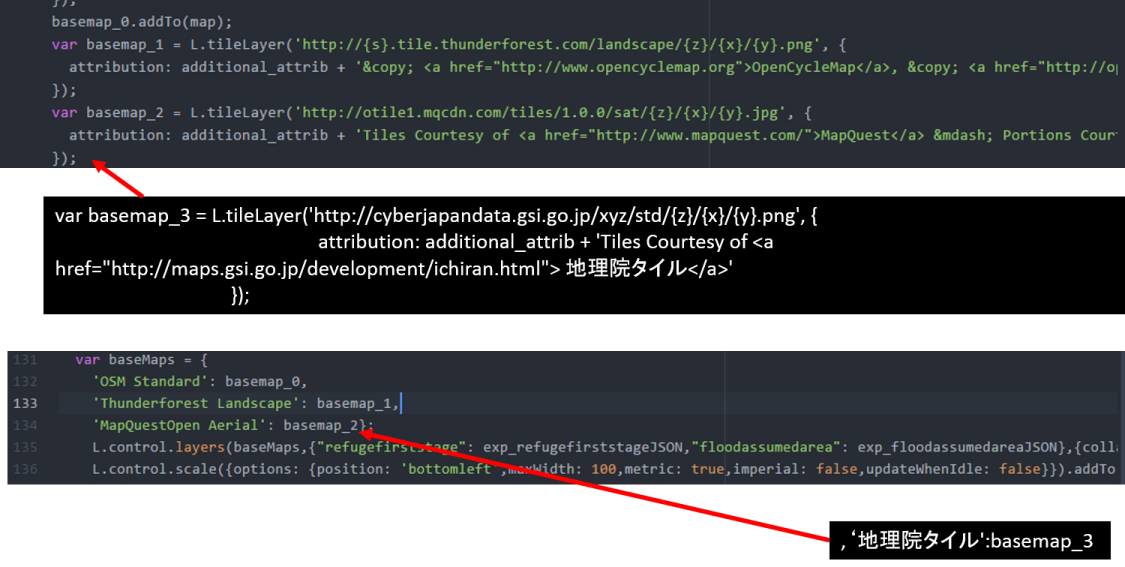 });
basemap_0.addTo(map);
var basemap_1 = L.tileLayer('http://{s}.tile.thunderforest.com/landscape/{z}/{x}/{y}.png', {
attribution: additional_attrib + '&copy; <a href="http://www.opencyclemap.org">OpenCycleMap</a>, &copy; <a href="http://o
});
var basemap_2 = L.tileLayer('http://otile1.mqcdn.com/tiles/1.0.0/sat/{z}/{x}/{y}.jpg', {
attribution: additional_attrib + 'Tiles Courtesy of <a href="http://www.mapquest.com/">MapQuest</a> &mdash; Portions Cour
});
var basemap_3 = L.tileLayer('http://cyberjapandata.gsi.go.jp/xyz/std/{z}/{x}/{y}.png', {
attribution: additional_attrib + 'Tiles Courtesy of <a
href="http://maps.gsi.go.jp/development/ichiran.html"> 地理院タイル</a>'
});
131 var baseMaps = {
132 'OSM Standard': basemap_0,
133 'Thunderforest Landscape': basemap_1,
134 'MapQuestOpen Aerial': basemap_2};
135 L.control.layers(baseMaps,{"refugefirststage": exp_refugefirststageJSON,"floodassumedarea": exp_floodassumedareaJSON},{coll
136 L.control.scale({options: {position: 'bottomleft',maxWidth: 100,metric: true,imperial: false,updateWhenIdle: false}}).addTo
,‘地理院タイル':basemap_3